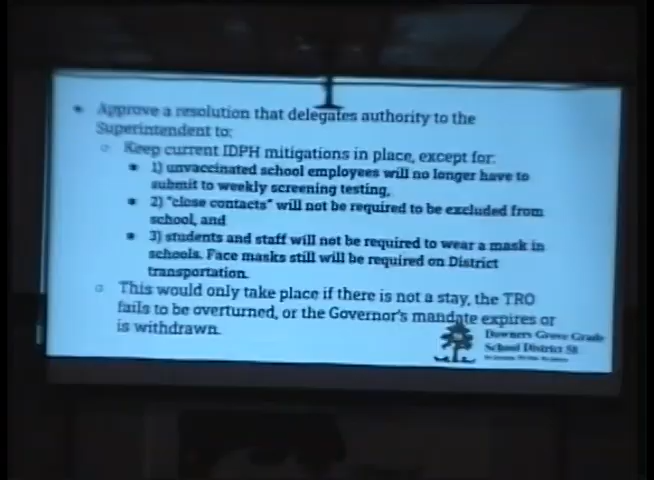 • Approve a resolution that delegates authority to the
Superintendent to:
○ Keep current IDPH mitigations in place, except for:
■ 1) unvaccinated school employees will no longer have to
submit to weekly screening testing,
■ 2) "close contacts" will not be required to be excluded from
school, and
■ 3) students and staff will not be required to wear a mask in
schools. Face masks still will be required on District
transportation.
○ This would only take place if there is not a stay, the TRO
fails to be overturned, or the Governor's mandate expires or
is withdrawn.
Downers Grove Grade
School District 58